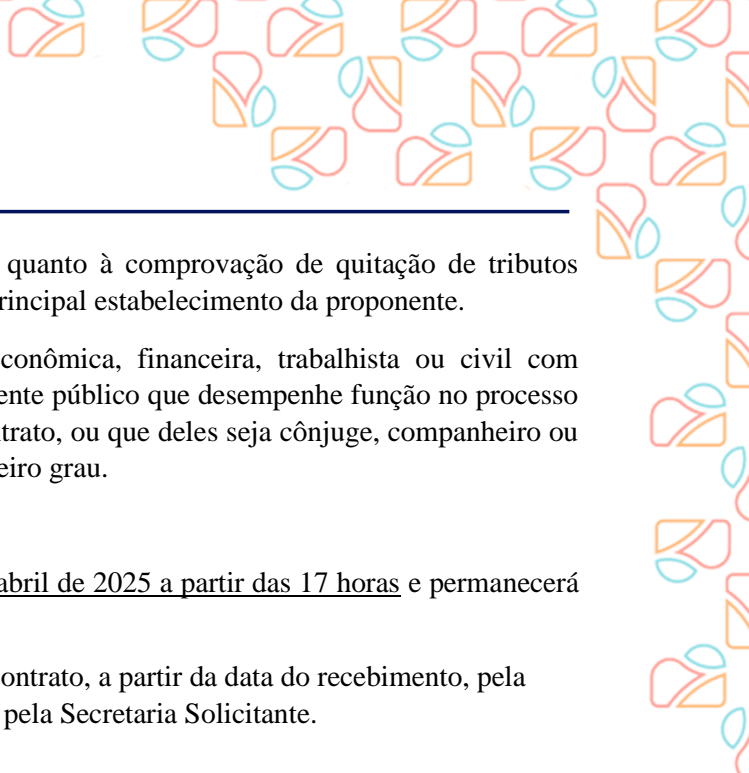 quanto à comprovação de quitação de tributos
rincipal estabelecimento da proponente.
conômica, financeira, trabalhista ou civil com
ente público que desempenhe função no processo
ntrato, ou que deles seja cônjuge, companheiro ou
eiro grau.
abril de 2025 a partir das 17 horas e permanecerá
ontrato, a partir da data do recebimento, pela
pela Secretaria Solicitante.